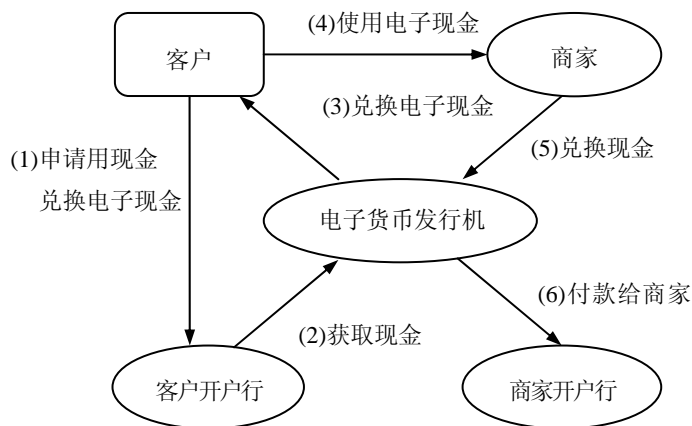 (4)使用电子现金
客户
商家
(3)兑换电子现金
(1)申请用现金
兑换电子现金
(5)兑换现金
电子货币发行机
(6)付款给商家
(2)获取现金
客户开户行
商家开户行